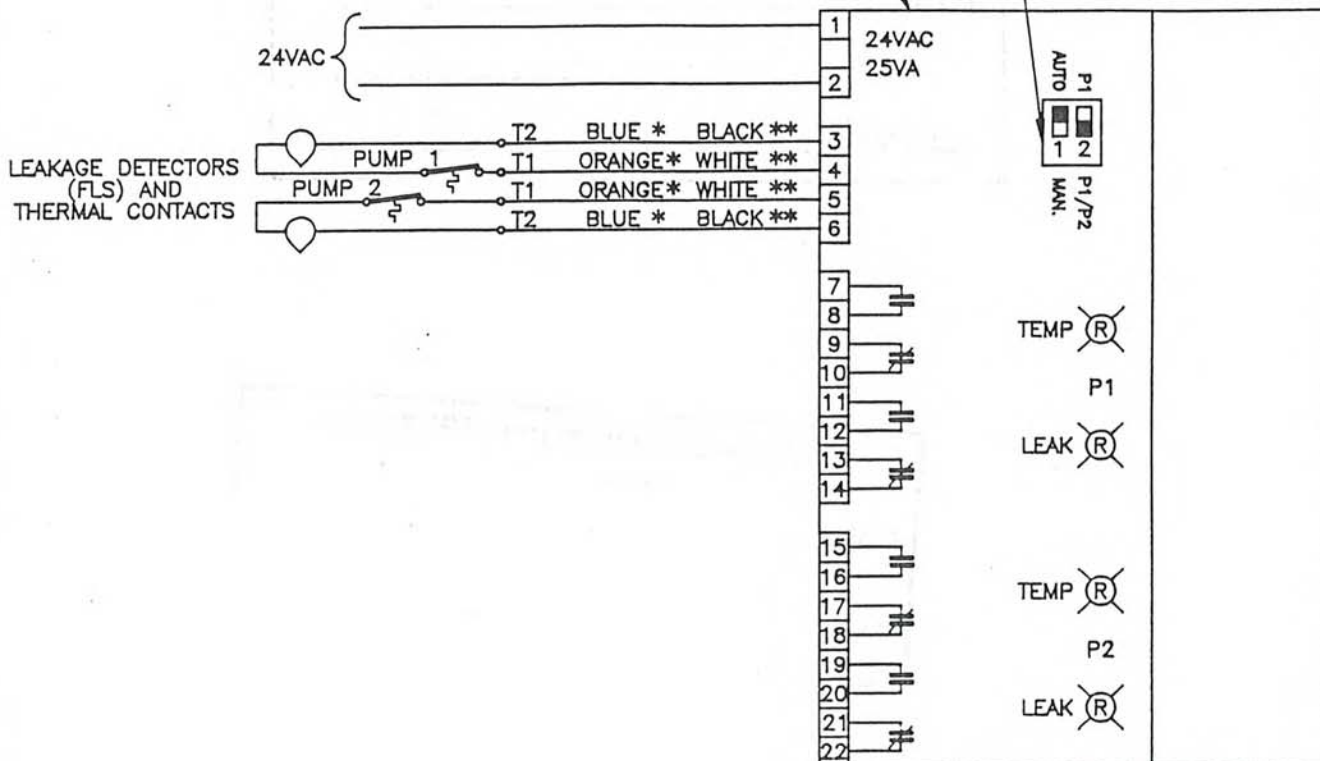 24VAC
1
2
24VAC
25VA
P1 P1/P2
AUTO MAN.
1 2
LEAKAGE DETECTORS
(FLS) AND
THERMAL CONTACTS
PUMP 1
PUMP 2
T2 BLUE * BLACK ** 3
T1 ORANGE* WHITE ** 4
T1 ORANGE* WHITE ** 5
T2 BLUE * BLACK ** 6
7
8
9
10
11
12
13
14
TEMP R
P1
LEAK R
15
16
17
18
19
20
21
22
TEMP R
P2
LEAK R